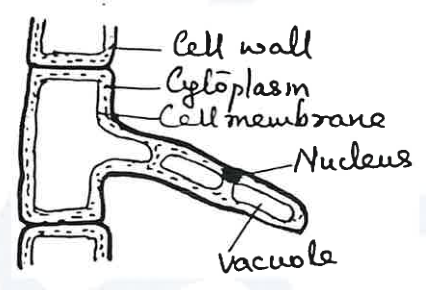 Cell wall
Cytoplasm
Cell membrane
Nucleus
vacuole